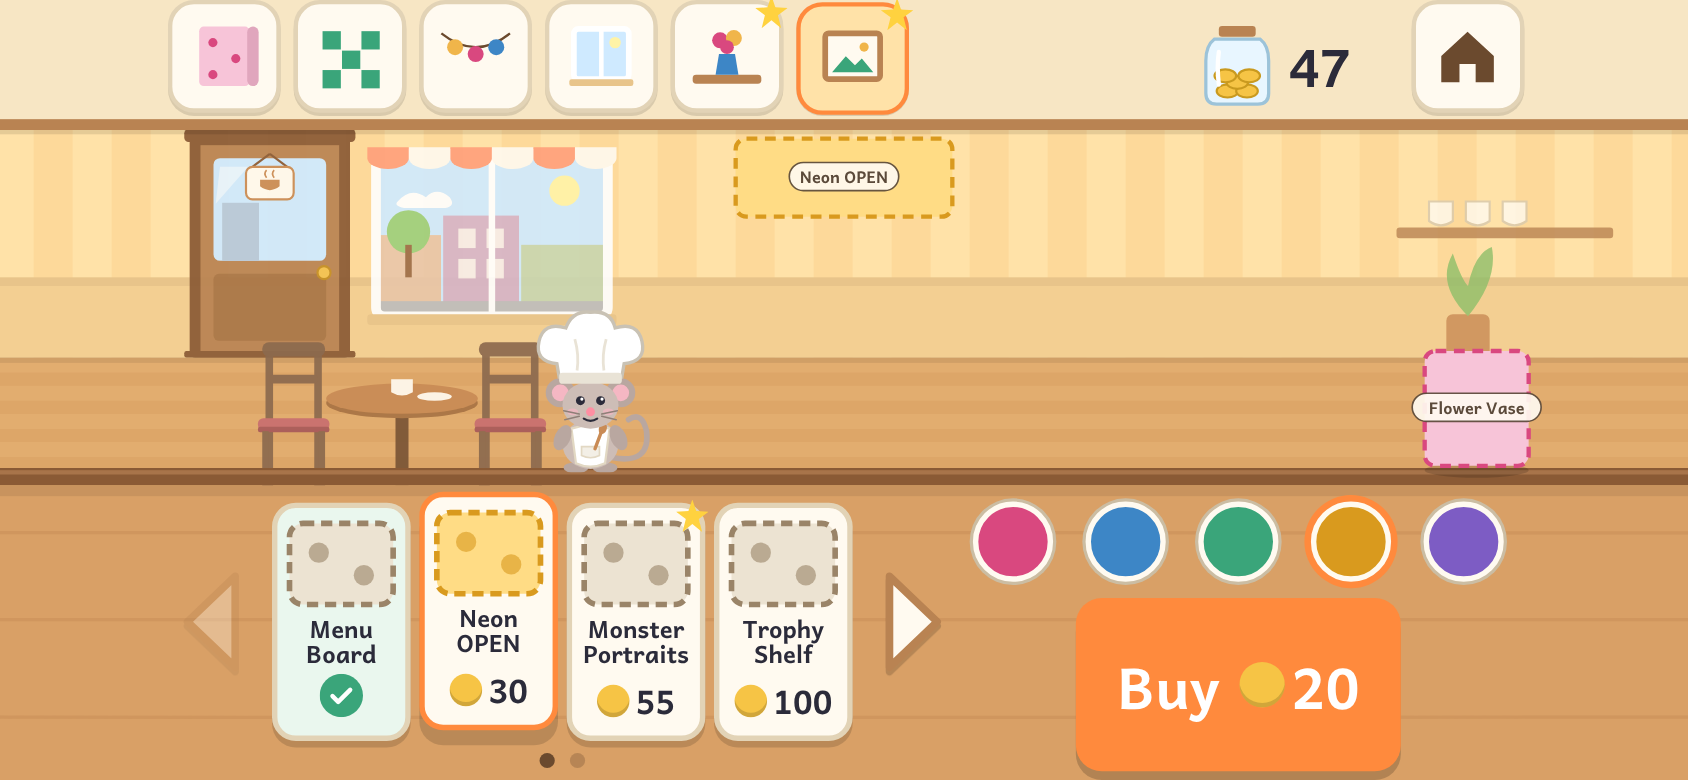 47
Neon OPEN
Flower Vase
Menu
Board
Neon
OPEN
30
Monster
Portraits
55
Trophy
Shelf
100
Buy 20